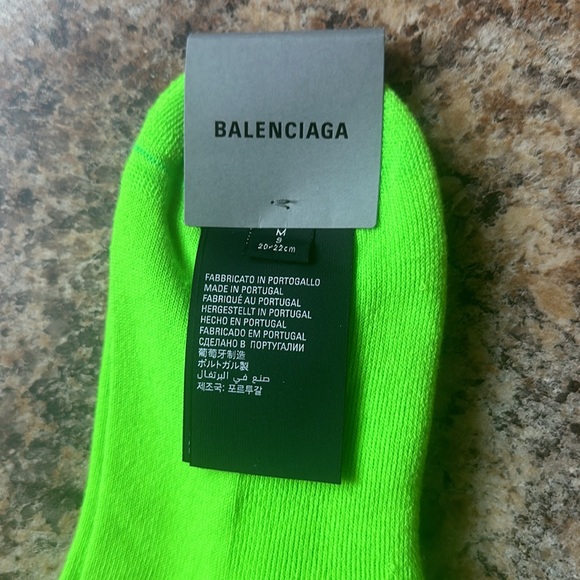 BALENCIAGA
M
9
20-22cm
FABBRICATO IN PORTOGALLO
MADE IN PORTUGAL
FABRIQUÉ AU PORTUGAL
HERGESTELLT IN PORTUGAL
HECHO EN PORTUGAL
FABRICADO EM PORTUGAL
СДЕЛАНО В ПОРТУГАЛИИ
葡萄牙制造
ポルトガル製
صنع في البرتغال
제조국: 포르투갈